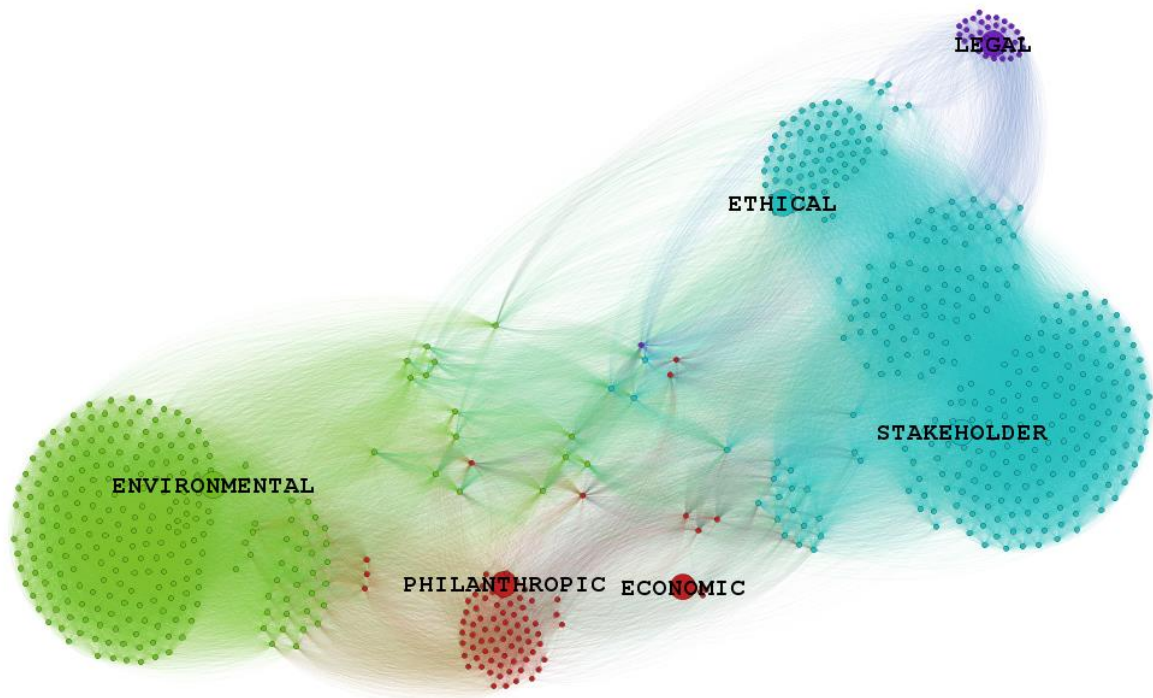 LEGAL
ETHICAL
STAKEHOLDER
ENVIRONMENTAL
PHILANTHROPIC
ECONOMIC